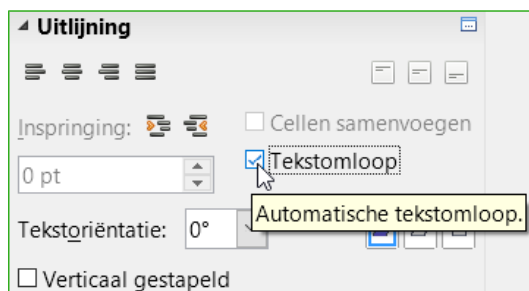 Uitlijning
Inspringing:
Cellen samenvoegen
0 pt
Tekstomloop
Automatische tekstomloop.
Tekstoriëntatie: 0°
Verticaal gestapeld